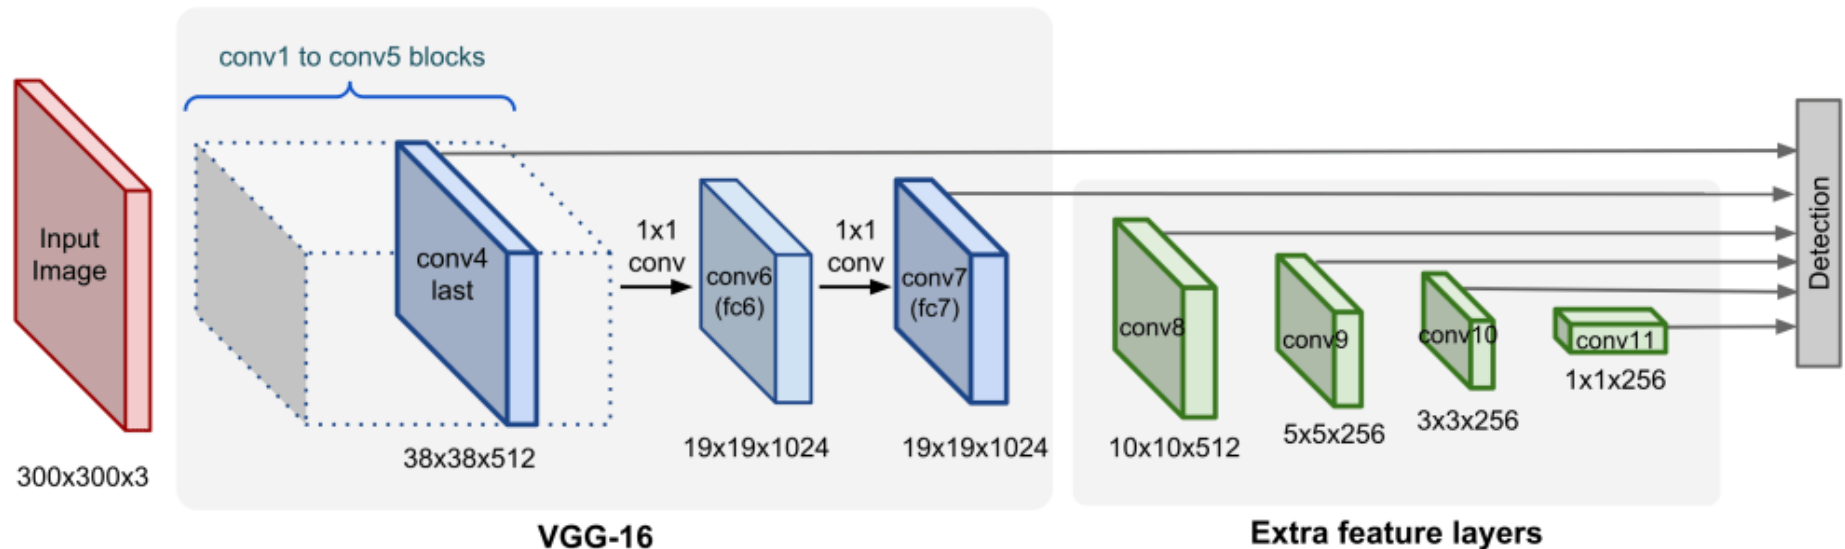 conv1 to conv5 blocks
Input
Image
300x300x3
conv4
last
38x38x512
1x1
conv
conv6
(fc6)
19x19x1024
1x1
conv
conv7
(fc7)
19x19x1024
VGG-16
conv8
10x10x512
conv9
5x5x256
conv10
3x3x256
conv11
1x1x256
Extra feature layers
Detection